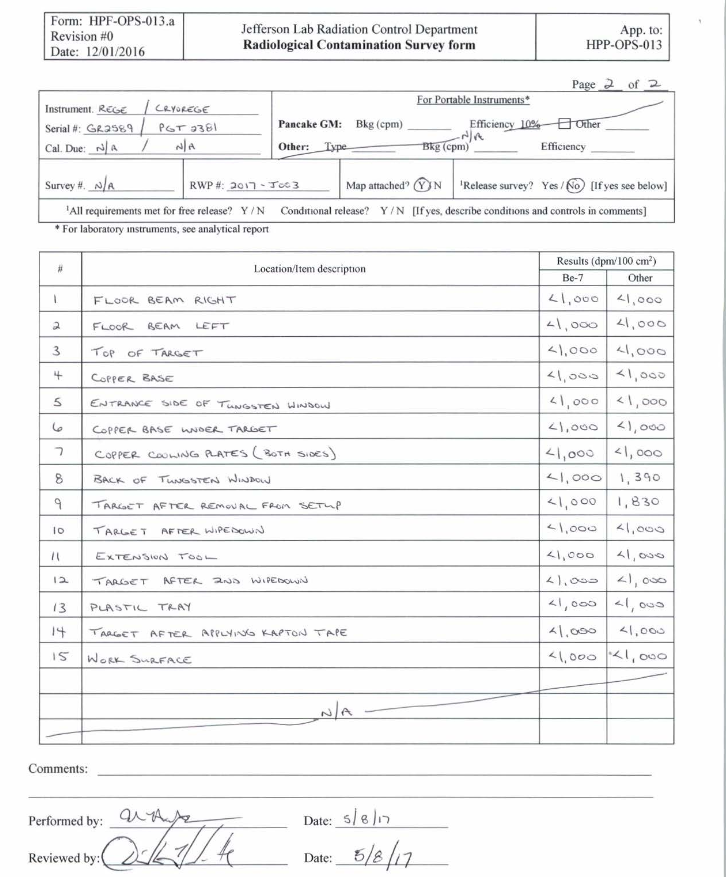 Form: HPF-OPS-013.a
Revision #0
Date: 12/01/2016
Jefferson Lab Radiation Control Department
Radiological Contamination Survey form
App. to:
HPP-OPS-013
Page 2 of 2
Instrument. REGE / CRYOREGE
Serial #: GR2589 / PGT 2381
Cal. Due: N/A / N/A
For Portable Instruments*
Pancake GM: Bkg (cpm) Efficiency 10% Other
N/A
Other: Type Bkg (cpm) Efficiency
Survey #. N/A
RWP #: 2017-J003
Map attached? Y / N
¹Release survey? Yes / No [If yes see below]
¹All requirements met for free release? Y / N Conditional release? Y / N [If yes, describe conditions and controls in comments]
* For laboratory instruments, see analytical report
# Location/Item description Results (dpm/100 cm²)
Be-7 Other
1 FLOOR BEAM RIGHT <1,000 <1,000
2 FLOOR BEAM LEFT <1,000 <1,000
3 TOP OF TARGET <1,000 <1,000
4 COPPER BASE <1,000 <1,000
5 ENTRANCE SIDE OF TUNGSTEN WINDOW <1,000 <1,000
6 COPPER BASE UNDER TARGET <1,000 <1,000
7 COPPER COOLING PLATES (BOTH SIDES) <1,000 <1,000
8 BACK OF TUNGSTEN WINDOW <1,000 1,390
9 TARGET AFTER REMOVAL FROM SETUP <1,000 1,830
10 TARGET AFTER WIPEDOWN <1,000 <1,000
11 EXTENSION TOOL <1,000 <1,000
12 TARGET AFTER 2ND WIPEDOWN <1,000 <1,000
13 PLASTIC TRAY <1,000 <1,000
14 TARGET AFTER APPLYING KAPTON TAPE <1,000 <1,000
15 WORK SURFACE <1,000 <1,000
N/A
Comments:
Performed by: Date: 5/8/17
Reviewed by: Date: 5/8/17